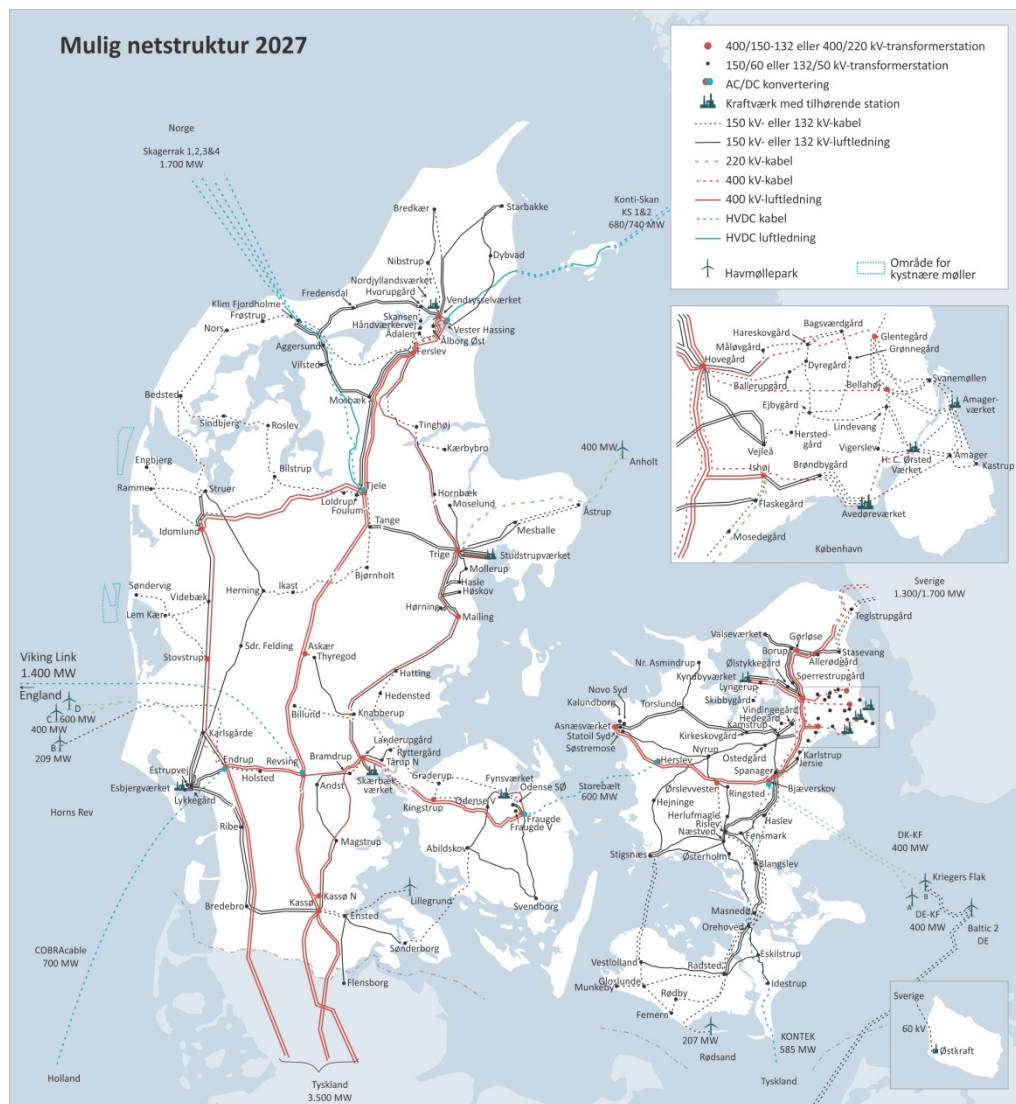 Mulig netstruktur 2027
400/150-132 eller 400/220 kV-transformerstation
150/60 eller 132/50 kV-transformerstation
AC/DC konvertering
Kraftværk med tilhørende station
150 kV- eller 132 kV-kabel
150 kV- eller 132 kV-luftledning
220 kV-kabel
400 kV-kabel
400 kV-luftledning
HVDC kabel
HVDC luftledning
Havmøllepark
Område for
kystnære møller
Norge
Skagerrak 1,2,3&4
1.700 MW
Konti-Skan
KS 1&2
680/740 MW
Bredkær
Starbakke
Dybvad
Nibstrup
Nordjyllandsværket
Hvorupgård
Vendsysselværket
Fredensdal
Klim Fjordholme
Frøstrup
Skansen
Håndværkervej
Ådalen
Vester Hassing
Ålborg Øst
Nors
Aggersund
Ferslev
Vilsted
Bedsted
Mosbæk
Sindbjerg
Roslev
Tinghøj
Kærbybro
400 MW
Anholt
Engbjerg
Bilstrup
Ramme
Struer
Tjele
Loldrup
Foulum
Hornbæk
Moselund
Åstrup
Idomlund
Tange
Mesballe
Trige
Studstrupværket
Mollerup
Bjørnholt
Hasle
Høskov
Søndervig
Videbæk
Herning
Ikast
Hørning
Malling
Lem Kær
Sdr. Felding
Askær
Thyregod
Stovstrup
Hatting
Hedensted
Viking Link
1.400 MW
England
D
C
600 MW
400 MW
B
209 MW
Billund
Knabberup
Karlsgårde
Landerupgård
Ryttergård
Tårup N
Endrup
Revsing
Bramdrup
Estrupvej
Holsted
Skærbæk-
værket
Graderup
Fynsværket
Esbjergværket
Lykkegård
Andst
Kingstrup
Odense V
Odense SØ
Fraugde
Fraugde V
Horns Rev
Ribe
Magstrup
Abildskov
Svendborg
Kassø N
Kassø
Lillegrund
Bredebro
Ensted
Sønderborg
Flensborg
COBRAcable
700 MW
Holland
Tyskland
3.500 MW
Storebælt
600 MW
Hareskovgård
Bagsværdgård
Glentegård
Måløvgård
Grønnegård
Hovegård
Dyregård
Ballerupgård
Bellahøj
Svanemøllen
Amager-
værket
Ejbygård
Lindevang
Hersted-
gård
Vejleå
Vigerslev
H. C. Ørsted
Værket
Amager
Kastrup
Ishøj
Brøndbygård
Flaskegård
Avedøreværket
Mosedegård
København
Sverige
1.300/1.700 MW
Teglstrupgård
Valseværket
Gørløse
Borup
Stasevang
Allerødgård
Ølstykkegård
Nr. Asmindrup
Kyndbyværket
Lyngerup
Sperrestrupgård
Novo Syd
Kalundborg
Skibbygård
Torslunde
Vindingegård
Hedegård
Kamstrup
Asnæsværket
Statoil Syd
Søstremose
Kirkeskovgård
Nyrup
Ostedgård
Karlstrup
Jersie
Herslev
Spanager
Bjæverskov
Ørslevvester
Ringsted
Hejninge
Herlufmagle
Rislev
Haslev
Næstved
Fensmark
Stigsnæs
Østerholm
Blangslev
Masnedø
Orehoved
Vestlolland
Radsted
Eskilstrup
Gloslunde
Munkeby
Rødby
Idestrup
Femern
207 MW
Rødsand
KONTEK
585 MW
Tyskland
DK-KF
400 MW
Kriegers Flak
B
A
DE-KF
400 MW
Baltic 2
DE
Sverige
60 kV
Østkraft